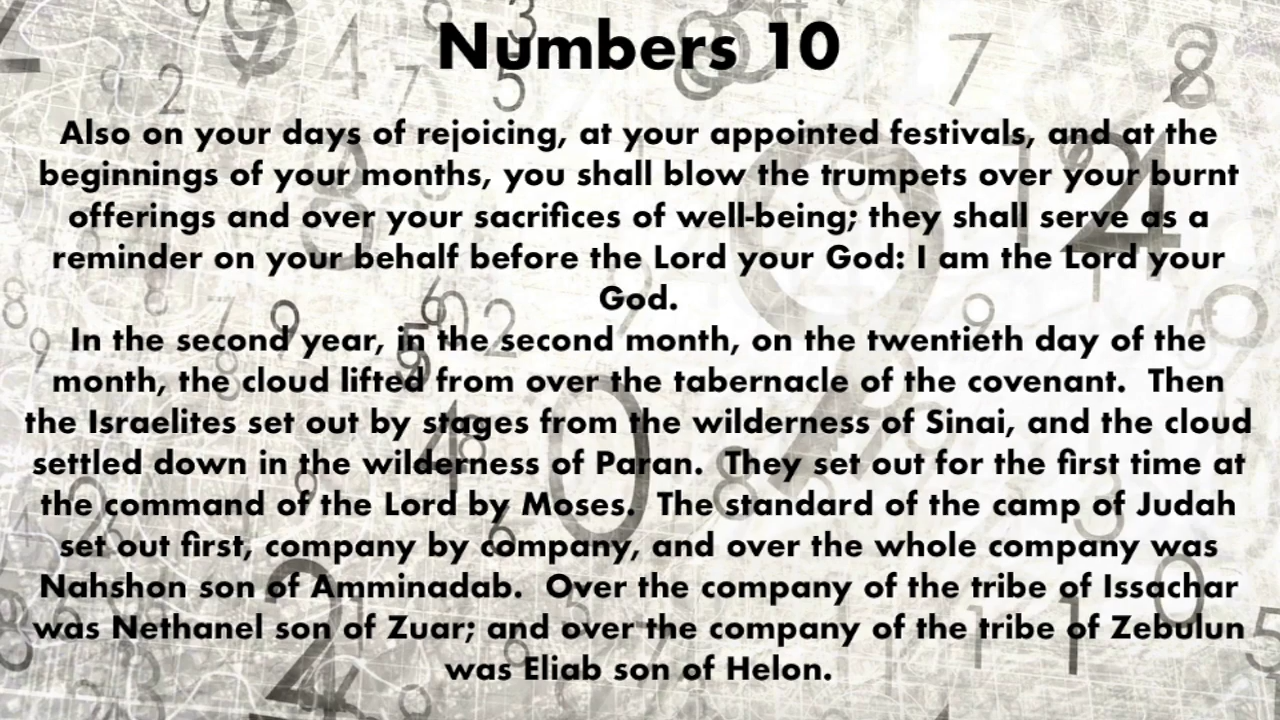 Numbers 10
Also on your days of rejoicing, at your appointed festivals, and at the
beginnings of your months, you shall blow the trumpets over your burnt
offerings and over your sacrifices of well-being; they shall serve as a
reminder on your behalf before the Lord your God: I am the Lord your
God.
In the second year, in the second month, on the twentieth day of the
month, the cloud lifted from over the tabernacle of the covenant.  Then
the Israelites set out by stages from the wilderness of Sinai, and the cloud
settled down in the wilderness of Paran.  They set out for the first time at
the command of the Lord by Moses.  The standard of the camp of Judah
set out first, company by company, and over the whole company was
Nahshon son of Amminadab.  Over the company of the tribe of Issachar
was Nethanel son of Zuar; and over the company of the tribe of Zebulun
was Eliab son of Helon.